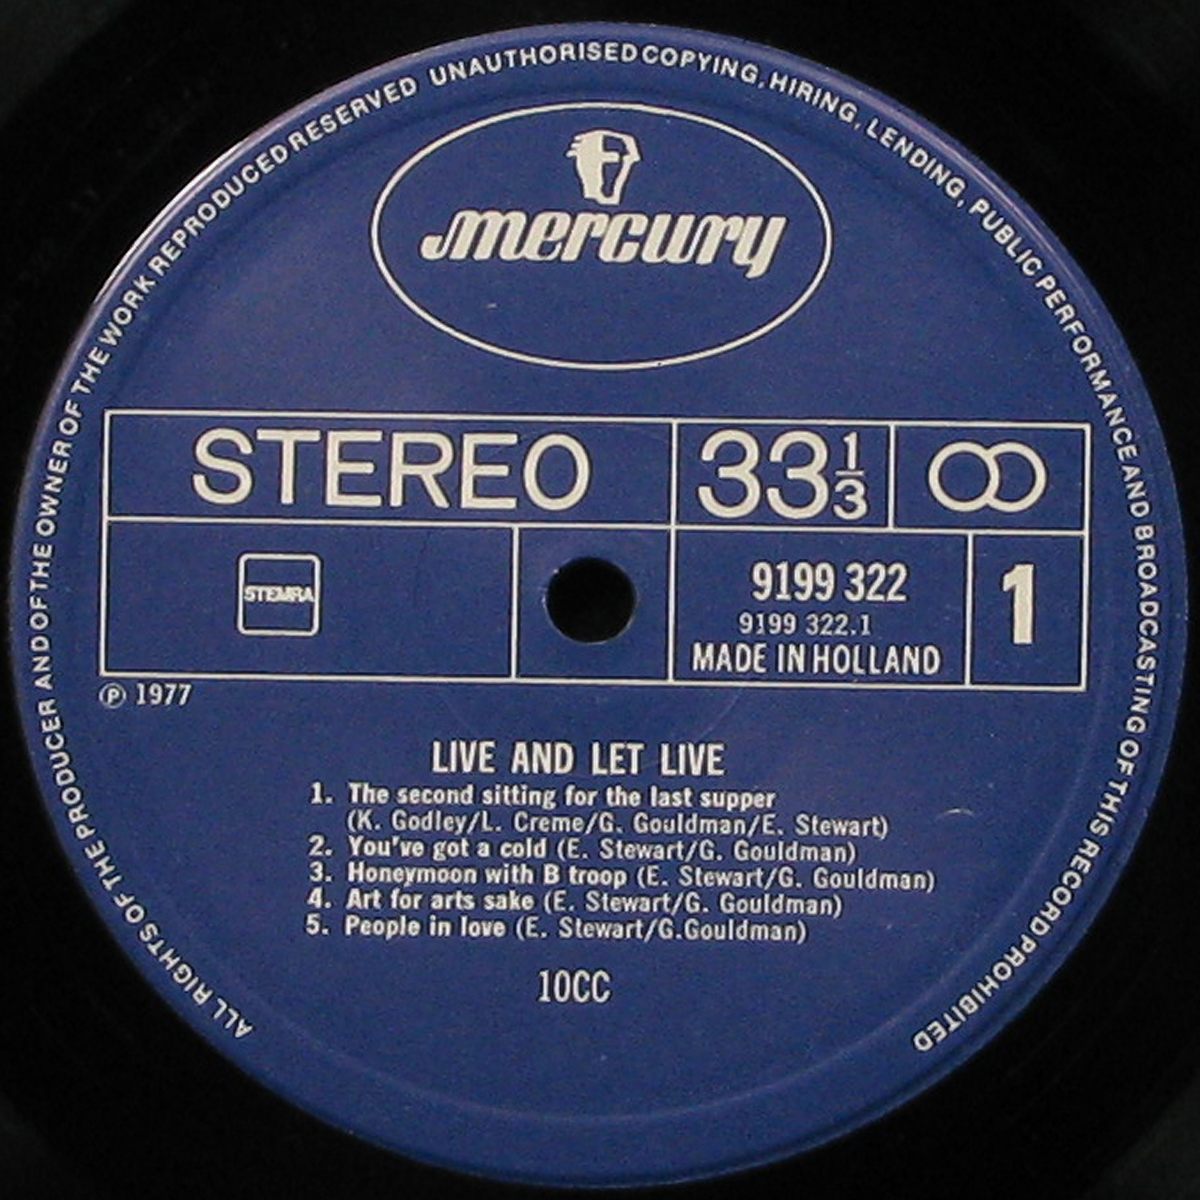 ALL RIGHTS OF THE PRODUCER AND OF THE OWNER OF THE WORK REPRODUCED RESERVED UNAUTHORISED COPYING, HIRING, LENDING, PUBLIC PERFORMANCE AND BROADCASTING OF THIS RECORD PROHIBITED
mercury
STEREO 33 1/3
STEMRA
9199 322
9199 322.1
MADE IN HOLLAND
1
℗ 1977
LIVE AND LET LIVE
1. The second sitting for the last supper
(K. Godley/L. Creme/G. Gouldman/E. Stewart)
2. You've got a cold (E. Stewart/G. Gouldman)
3. Honeymoon with B troop (E. Stewart/G. Gouldman)
4. Art for arts sake (E. Stewart/G. Gouldman)
5. People in love (E. Stewart/G.Gouldman)
10CC